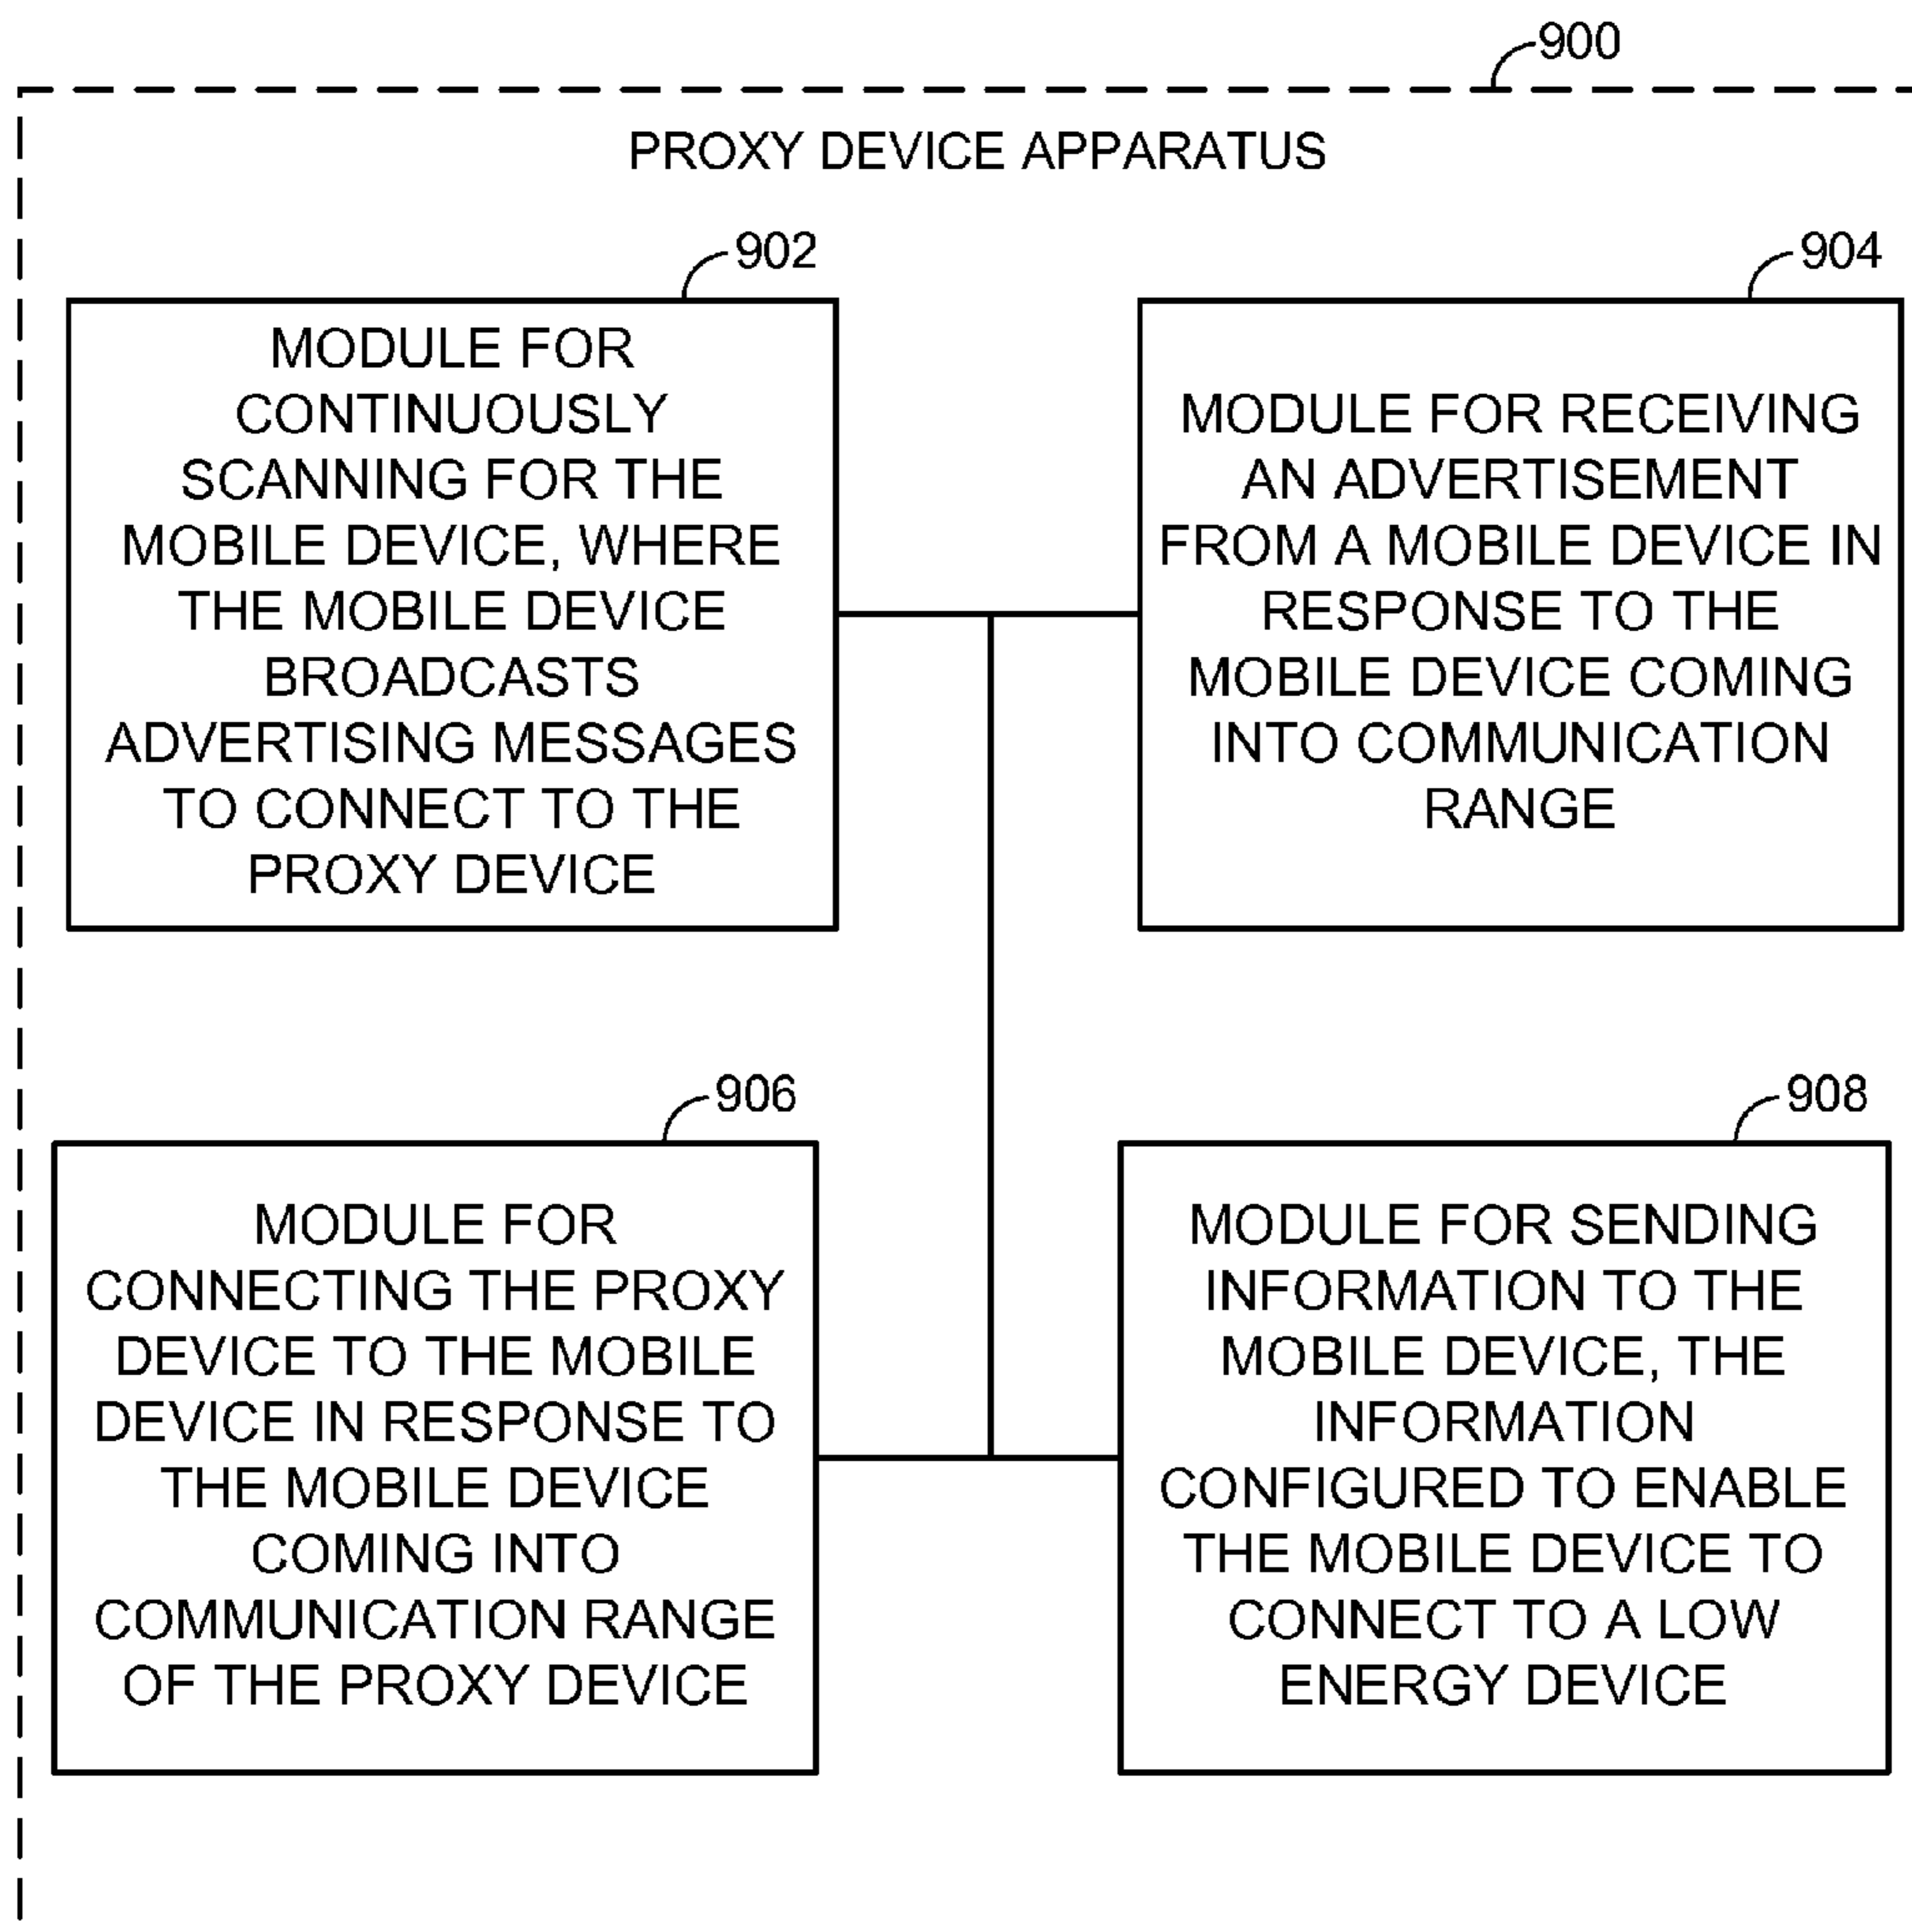 900
PROXY DEVICE APPARATUS
902
MODULE FOR
CONTINUOUSLY
SCANNING FOR THE
MOBILE DEVICE, WHERE
THE MOBILE DEVICE
BROADCASTS
ADVERTISING MESSAGES
TO CONNECT TO THE
PROXY DEVICE
904
MODULE FOR RECEIVING
AN ADVERTISEMENT
FROM A MOBILE DEVICE IN
RESPONSE TO THE
MOBILE DEVICE COMING
INTO COMMUNICATION
RANGE
906
MODULE FOR
CONNECTING THE PROXY
DEVICE TO THE MOBILE
DEVICE IN RESPONSE TO
THE MOBILE DEVICE
COMING INTO
COMMUNICATION RANGE
OF THE PROXY DEVICE
908
MODULE FOR SENDING
INFORMATION TO THE
MOBILE DEVICE, THE
INFORMATION
CONFIGURED TO ENABLE
THE MOBILE DEVICE TO
CONNECT TO A LOW
ENERGY DEVICE